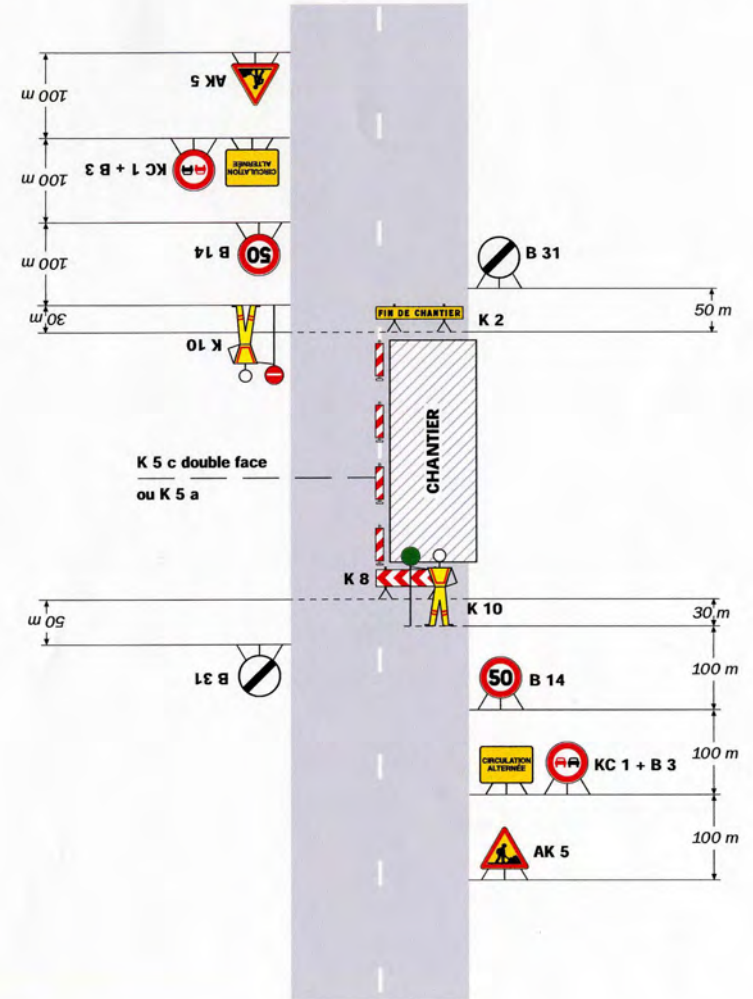 AK 5
100 m
KC 1 + B 3
CIRCULATION
ALTERNÉE
100 m
B 14
50
100 m
30 m
K 10
B 31
50 m
FIN DE CHANTIER
K 2
CHANTIER
K 5 c double face
ou K 5 a
K 8
K 10
50 m
30 m
B 31
50
B 14
100 m
CIRCULATION
ALTERNÉE
KC 1 + B 3
100 m
AK 5
100 m